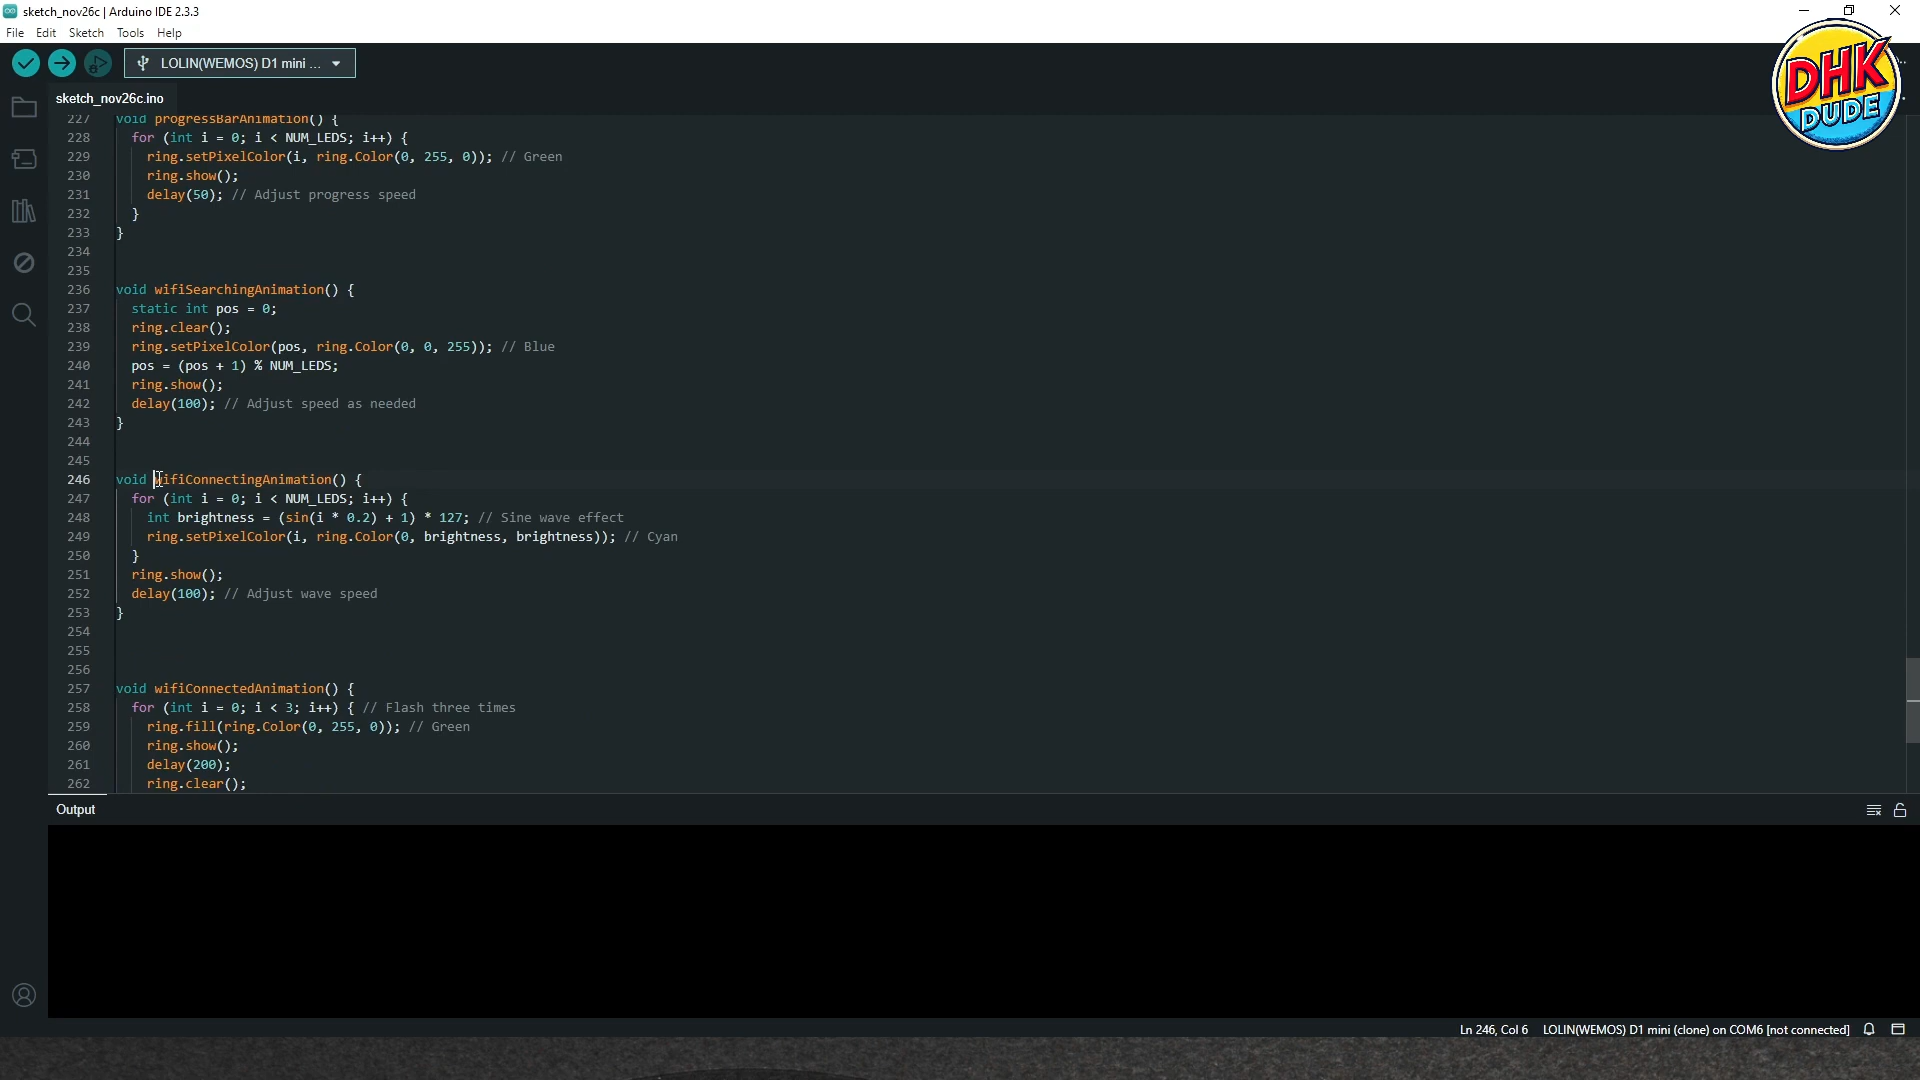 sketch_nov26c | Arduino IDE 2.3.3
File Edit Sketch Tools Help
LOLIN(WEMOS) D1 mini ...
DHK
DUDE
sketch_nov26c.ino
227 void progressBarAnimation() {
228 for (int i = 0; i < NUM_LEDS; i++) {
229 ring.setPixelColor(i, ring.Color(0, 255, 0)); // Green
230 ring.show();
231 delay(50); // Adjust progress speed
232 }
233 }
234
235
236 void wifiSearchingAnimation() {
237 static int pos = 0;
238 ring.clear();
239 ring.setPixelColor(pos, ring.Color(0, 0, 255)); // Blue
240 pos = (pos + 1) % NUM_LEDS;
241 ring.show();
242 delay(100); // Adjust speed as needed
243 }
244
245
246 void wifiConnectingAnimation() {
247 for (int i = 0; i < NUM_LEDS; i++) {
248 int brightness = (sin(i * 0.2) + 1) * 127; // Sine wave effect
249 ring.setPixelColor(i, ring.Color(0, brightness, brightness)); // Cyan
250 }
251 ring.show();
252 delay(100); // Adjust wave speed
253 }
254
255
256
257 void wifiConnectedAnimation() {
258 for (int i = 0; i < 3; i++) { // Flash three times
259 ring.fill(ring.Color(0, 255, 0)); // Green
260 ring.show();
261 delay(200);
262 ring.clear();
Output
Ln 246, Col 6 LOLIN(WEMOS) D1 mini (clone) on COM6 [not connected]